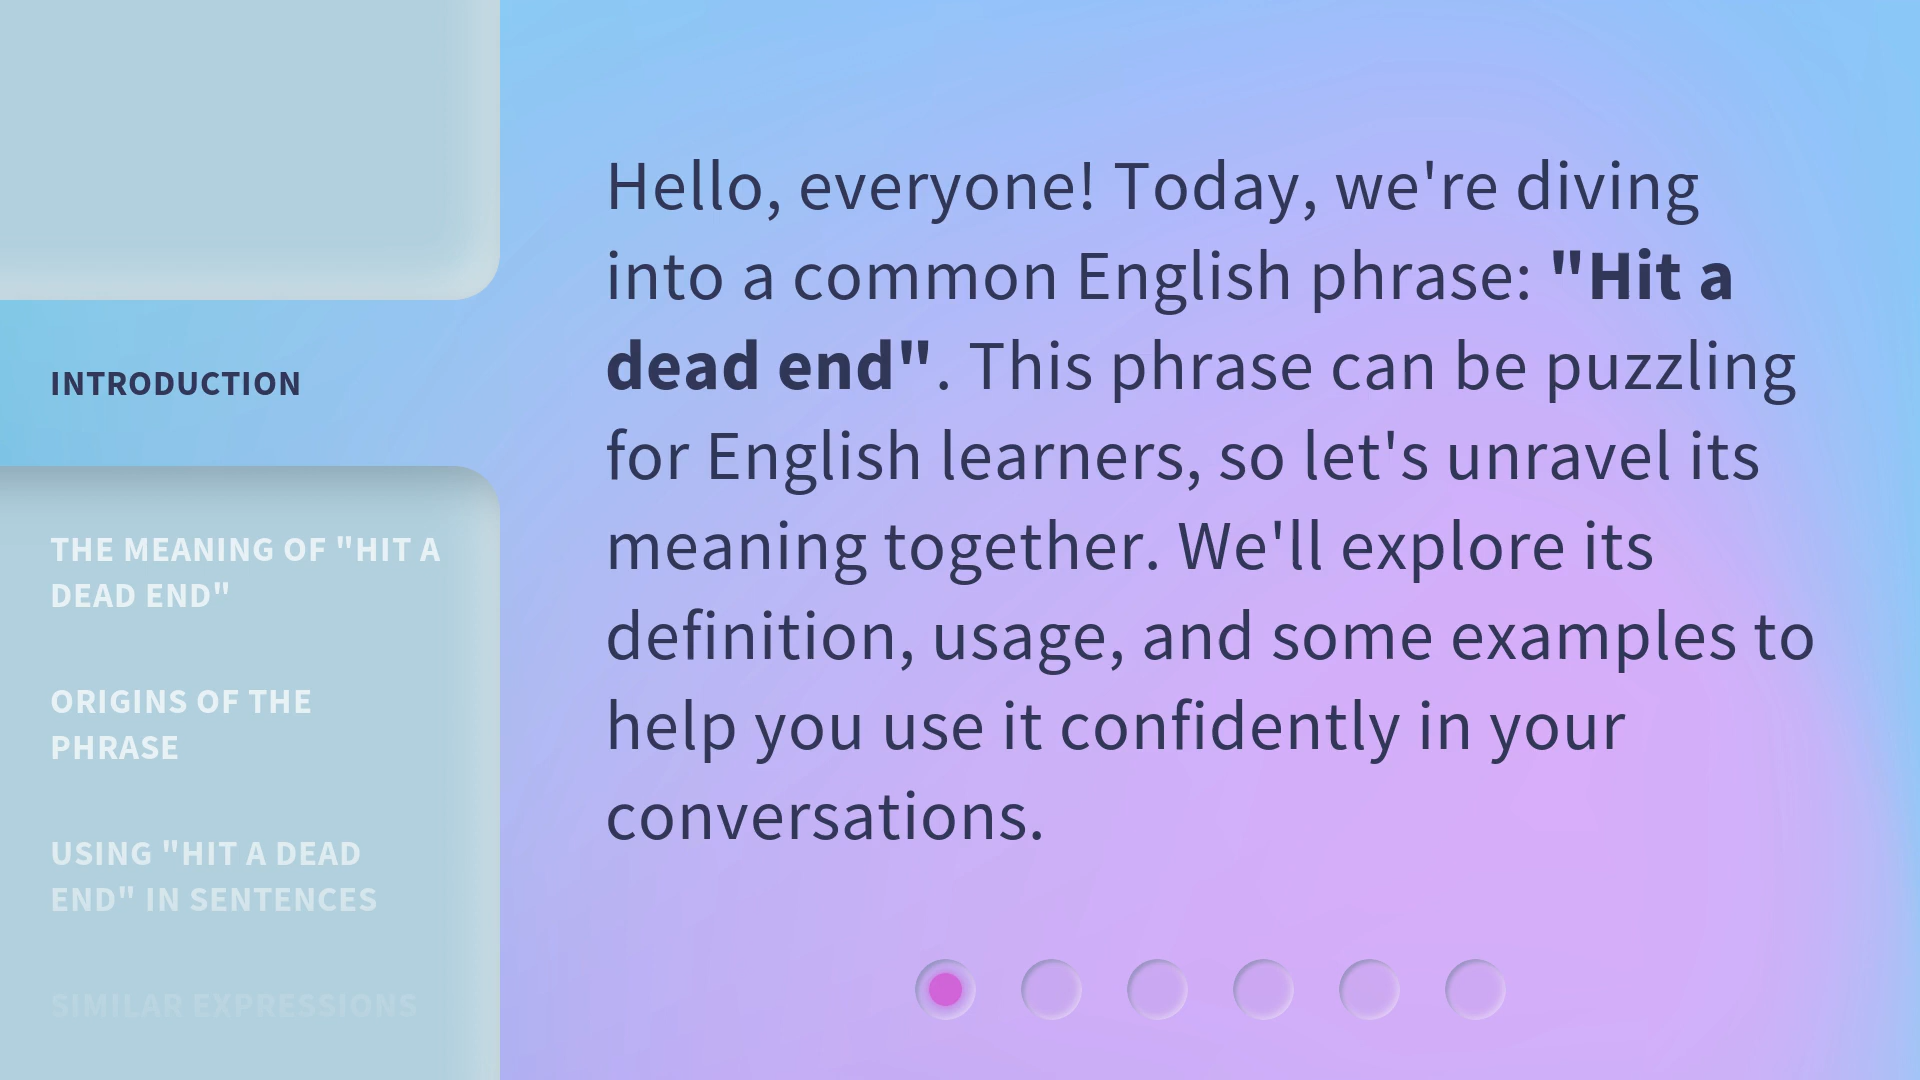 INTRODUCTION
THE MEANING OF "HIT A
DEAD END"
ORIGINS OF THE
PHRASE
USING "HIT A DEAD
END" IN SENTENCES
SIMILAR EXPRESSIONS
Hello, everyone! Today, we're diving
into a common English phrase: "Hit a
dead end". This phrase can be puzzling
for English learners, so let's unravel its
meaning together. We'll explore its
definition, usage, and some examples to
help you use it confidently in your
conversations.